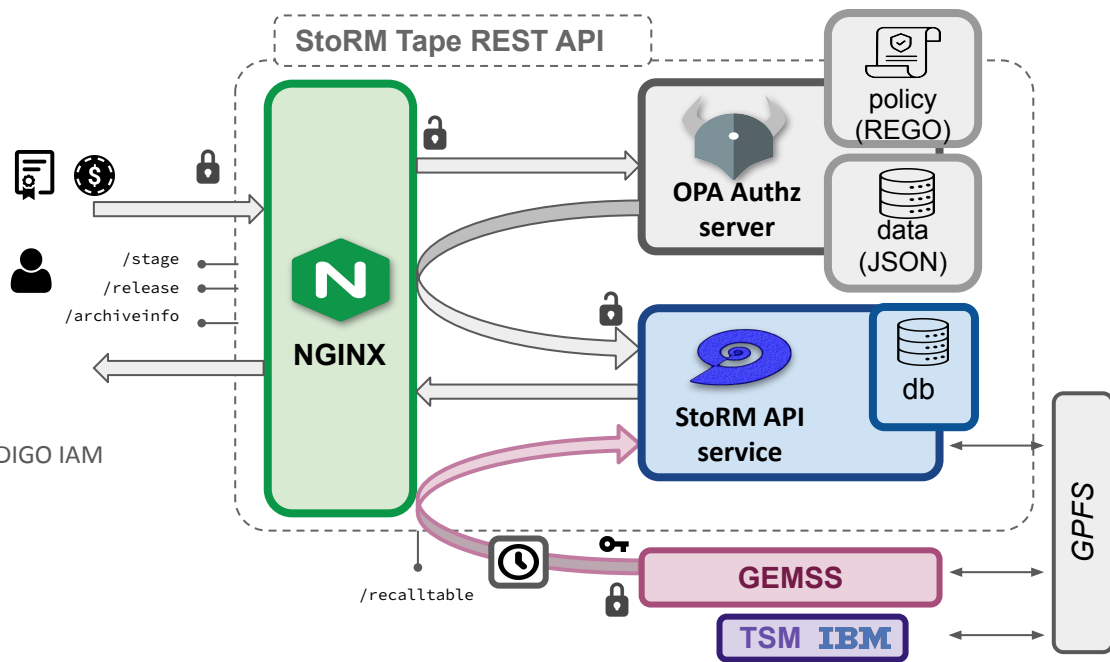 StoRM Tape REST API
policy
(REGO)
OPA Authz
server
data
(JSON)
/stage
/release
/archiveinfo
NGINX
db
StoRM API
service
DIGO IAM
GPFS
/recalltable
GEMSS
TSM IBM